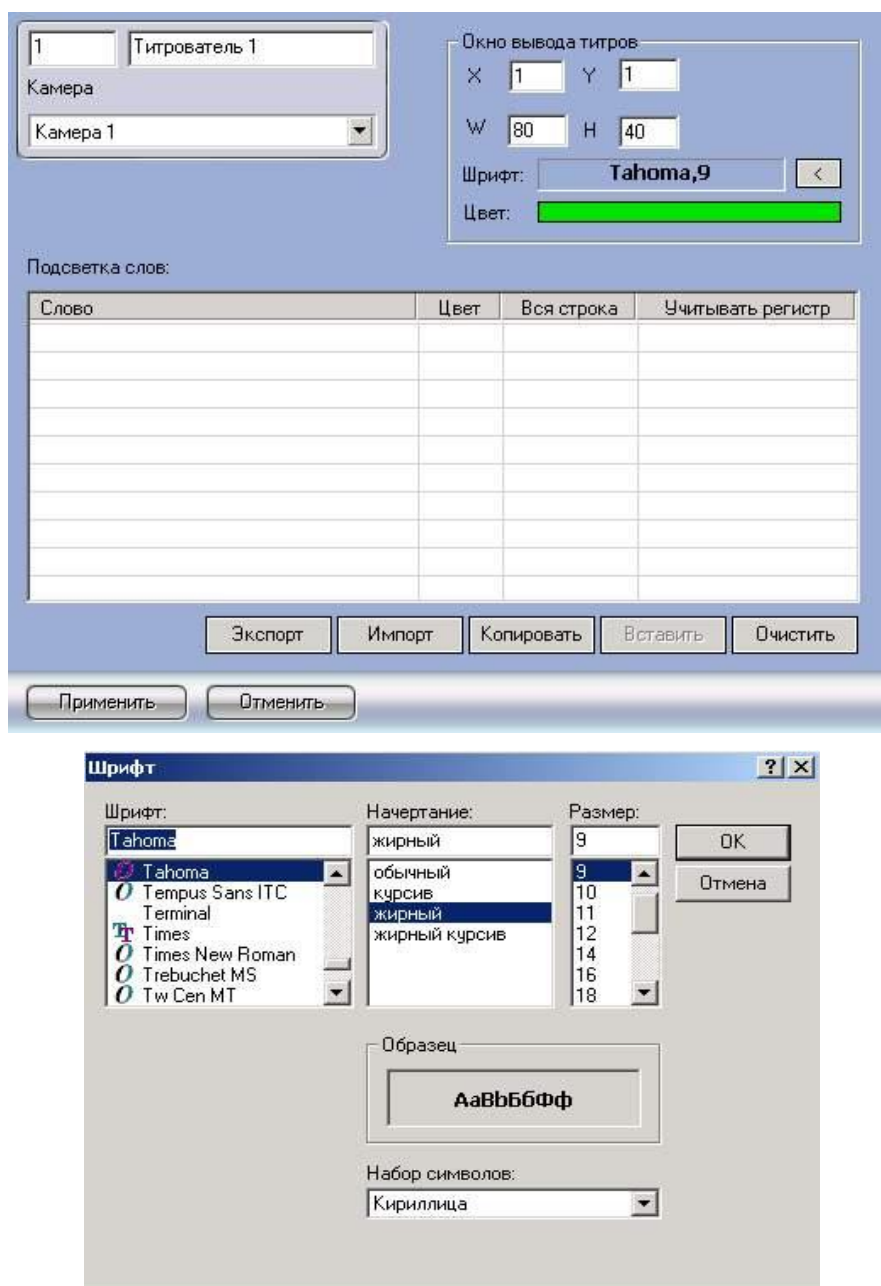 1 Титрователь 1
Камера
Камера 1
Окно вывода титров
X 1 Y 1
W 80 H 40
Шрифт: Tahoma,9 <
Цвет:
Подсветка слов:
Слово Цвет Вся строка Учитывать регистр
Экспорт Импорт Копировать Вставить Очистить
Применить Отменить
Шрифт ? X
Шрифт: Начертание: Размер:
Tahoma жирный 9 OK
Tahoma обычный 9 Отмена
Tempus Sans ITC курсив 10
Terminal жирный 11
Times жирный курсив 12
Times New Roman 14
Trebuchet MS 16
Tw Cen MT 18
Образец
АаВbБбФф
Набор символов:
Кириллица